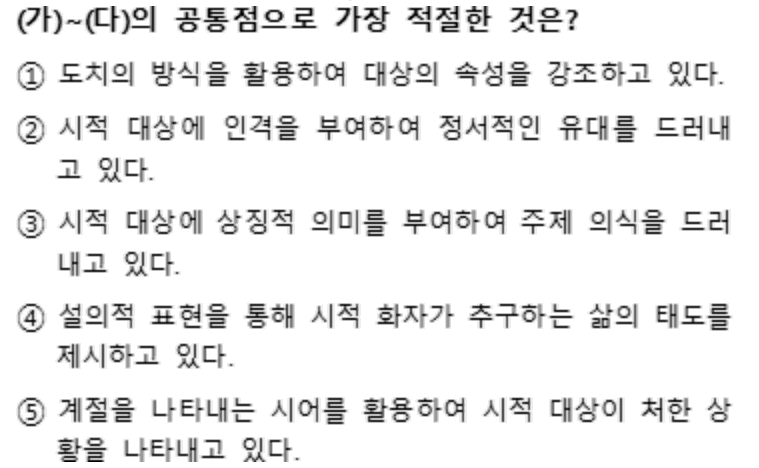 (가)~(다)의 공통점으로 가장 적절한 것은?
① 도치의 방식을 활용하여 대상의 속성을 강조하고 있다.
② 시적 대상에 인격을 부여하여 정서적인 유대를 드러내
고 있다.
③ 시적 대상에 상징적 의미를 부여하여 주제 의식을 드러
내고 있다.
④ 설의적 표현을 통해 시적 화자가 추구하는 삶의 태도를
제시하고 있다.
⑤ 계절을 나타내는 시어를 활용하여 시적 대상이 처한 상
황을 나타내고 있다.